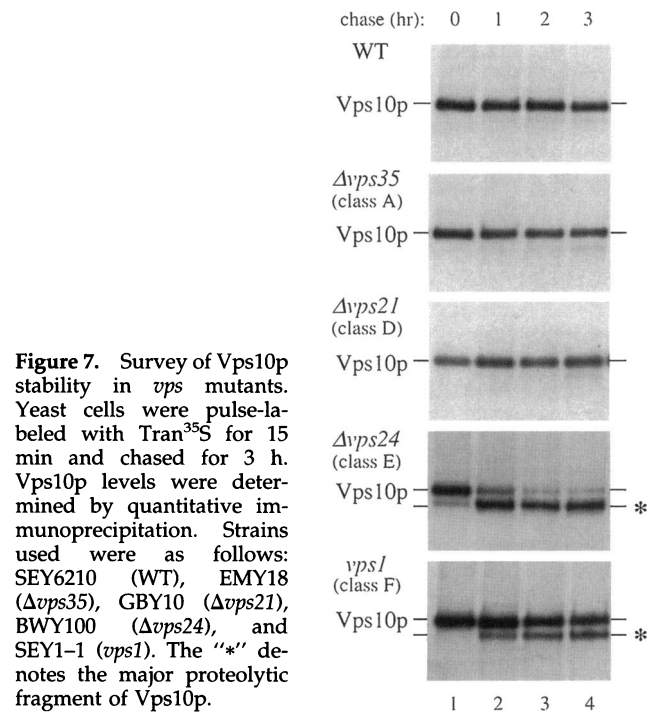 chase (hr): 0 1 2 3
WT
Vps10p
Δvps35
(class A)
Vps10p
Δvps21
(class D)
Vps10p
Δvps24
(class E)
Vps10p
*
vps1
(class F)
Vps10p
*
1 2 3 4
Figure 7. Survey of Vps10p
stability in vps mutants.
Yeast cells were pulse-la-
beled with Tran³⁵S for 15
min and chased for 3 h.
Vps10p levels were deter-
mined by quantitative im-
munoprecipitation. Strains
used were as follows:
SEY6210 (WT), EMY18
(Δvps35), GBY10 (Δvps21),
BWY100 (Δvps24), and
SEY1–1 (vps1). The “*” de-
notes the major proteolytic
fragment of Vps10p.